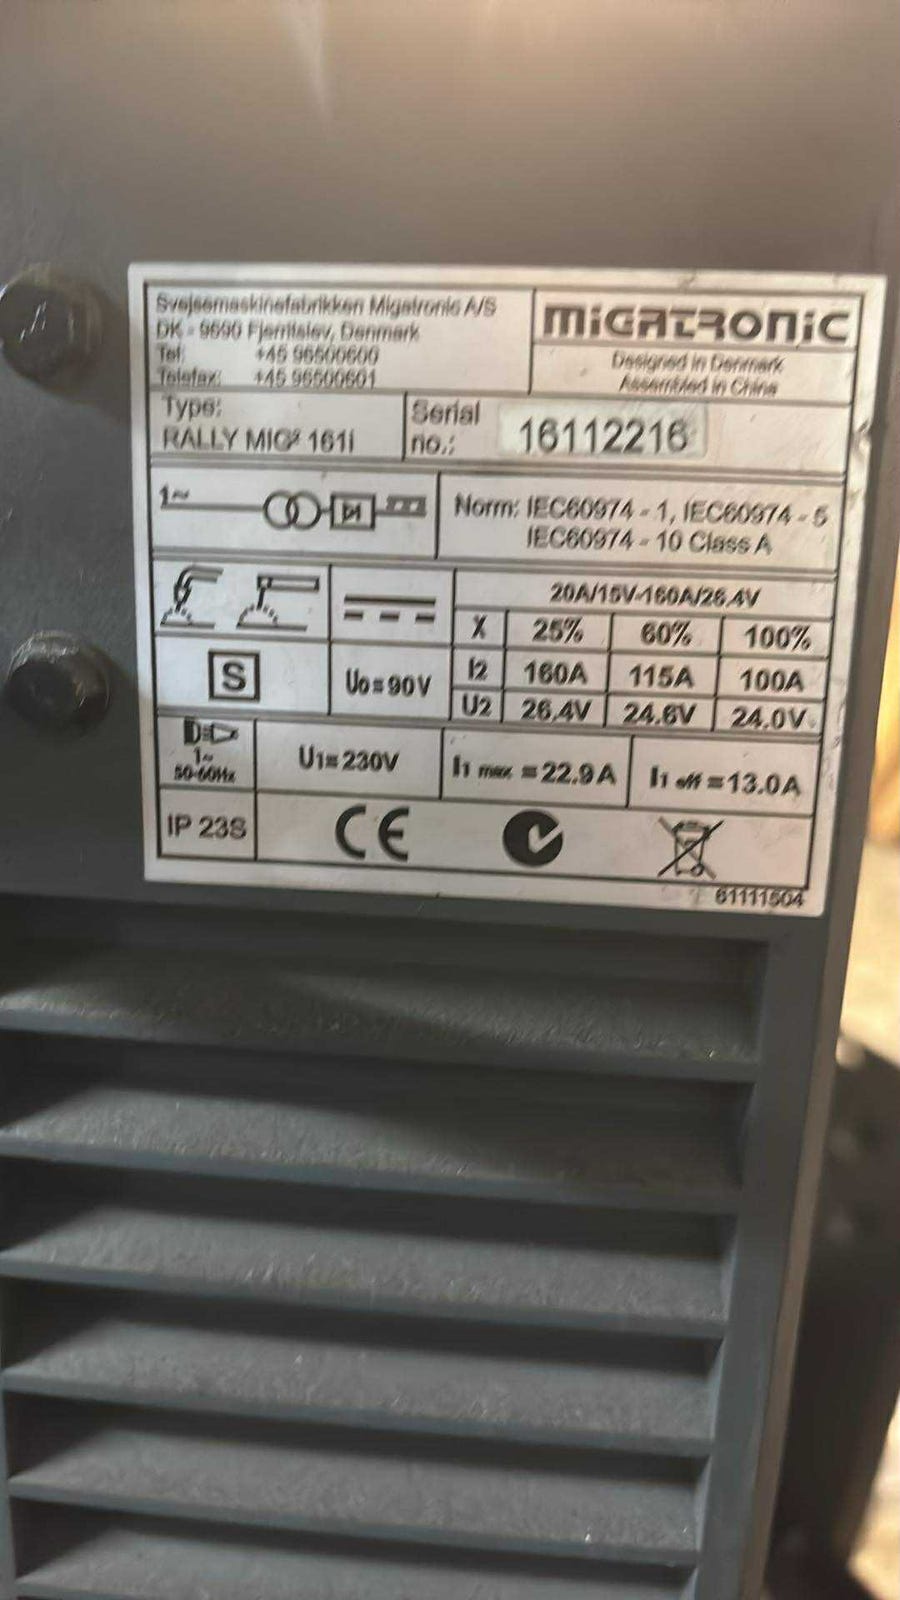 Svejsemaskinefabrikken Migatronic A/S
DK - 9690 Fjerritslev, Denmark
Tel: +45 96500600
Telefax: +45 96500601
MIGATRONIC
Designed in Denmark
Assembled in China
Type:
RALLY MIG² 161i
Serial
no.: 16112216
1~
Norm: IEC60974 - 1, IEC60974 - 5
IEC60974 - 10 Class A
20A/15V-160A/26.4V
X 25% 60% 100%
I2 160A 115A 100A
U2 26.4V 24.6V 24.0V
S
U0=90V
1~
50-60Hz
U1=230V
I1 max =22.9A
I1 eff =13.0A
IP 23S
CE
61111504